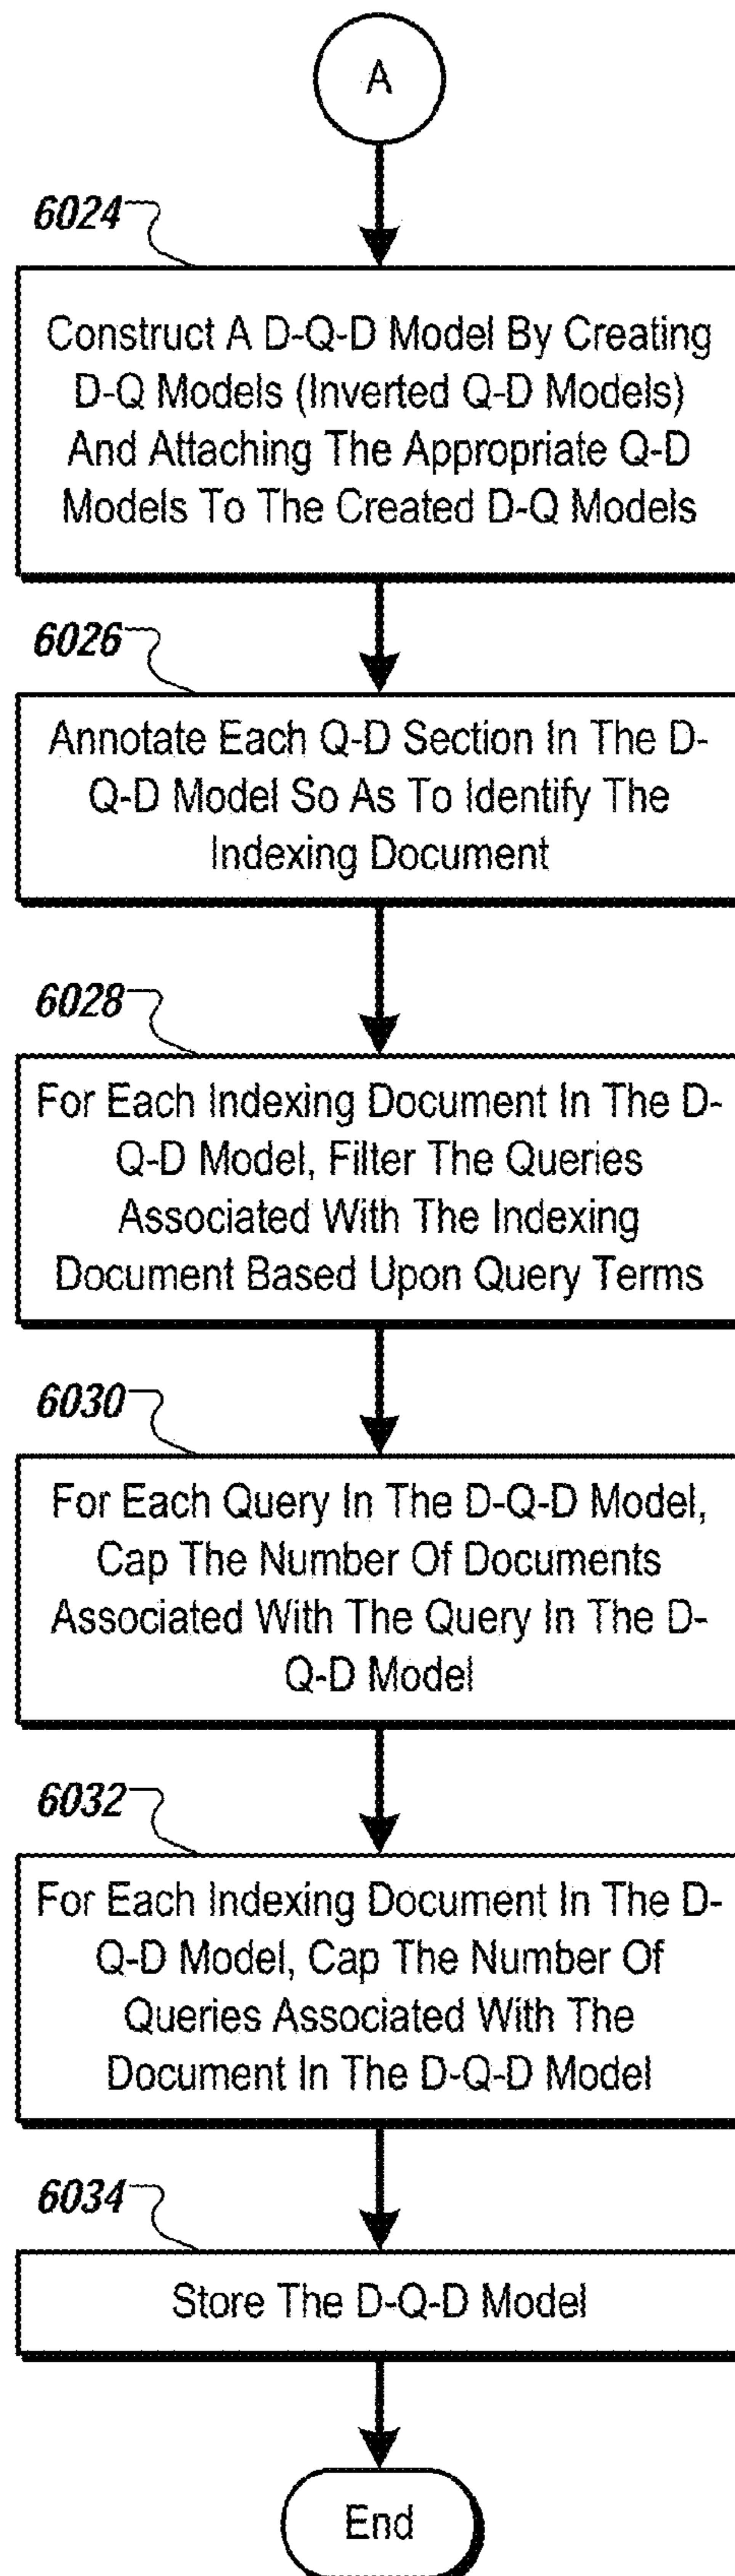 A
6024
Construct A D-Q-D Model By Creating
D-Q Models (Inverted Q-D Models)
And Attaching The Appropriate Q-D
Models To The Created D-Q Models
6026
Annotate Each Q-D Section In The D-
Q-D Model So As To Identify The
Indexing Document
6028
For Each Indexing Document In The D-
Q-D Model, Filter The Queries
Associated With The Indexing
Document Based Upon Query Terms
6030
For Each Query In The D-Q-D Model,
Cap The Number Of Documents
Associated With The Query In The D-
Q-D Model
6032
For Each Indexing Document In The D-
Q-D Model, Cap The Number Of
Queries Associated With The
Document In The D-Q-D Model
6034
Store The D-Q-D Model
End